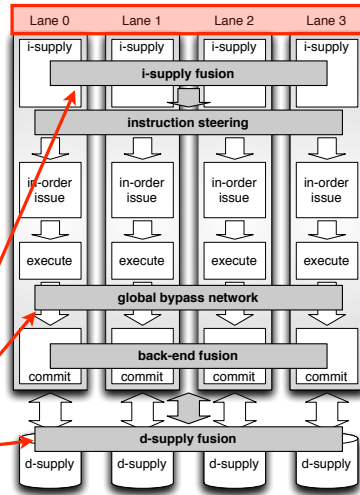 Lane 0 Lane 1 Lane 2 Lane 3
i-supply i-supply i-supply i-supply
i-supply fusion
instruction steering
in-order in-order in-order in-order
issue issue issue issue
execute execute execute execute
global bypass network
back-end fusion
commit commit commit commit
d-supply fusion
d-supply d-supply d-supply d-supply